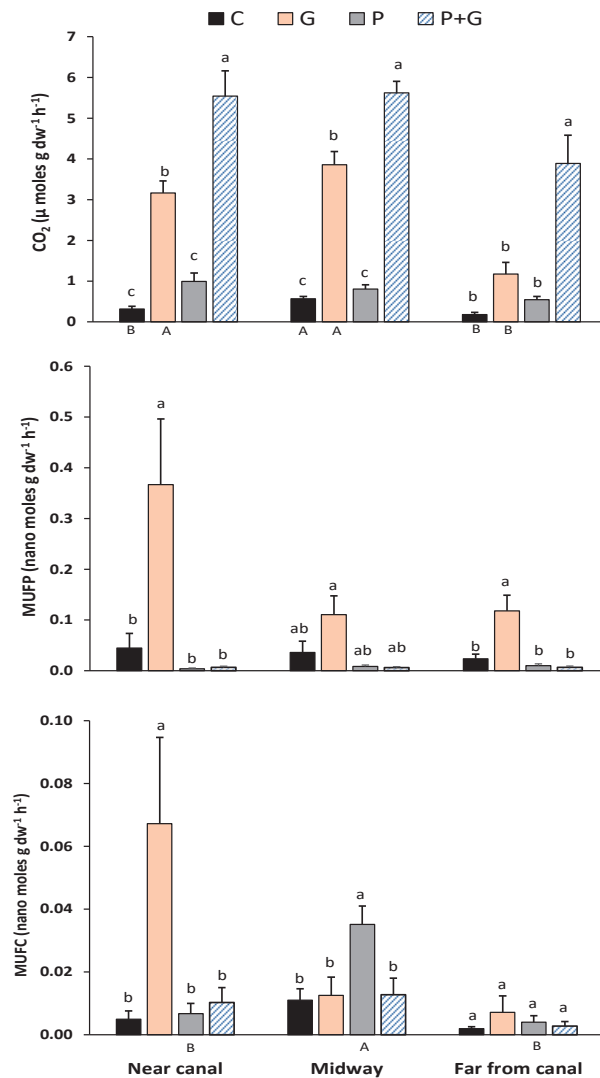 C G P P+G
7
6
5
4
3
2
1
0
CO₂ (µ moles g dw⁻¹ h⁻¹)
c b c a
c b c a
b b b a
B A A A B B
0.6
0.5
0.4
0.3
0.2
0.1
0.0
MUFP (nano moles g dw⁻¹ h⁻¹)
b a b b
ab a ab ab
b a b b
0.10
0.08
0.06
0.04
0.02
0.00
MUFC (nano moles g dw⁻¹ h⁻¹)
b a b b
b b a b
a a a a
B A B
Near canal Midway Far from canal